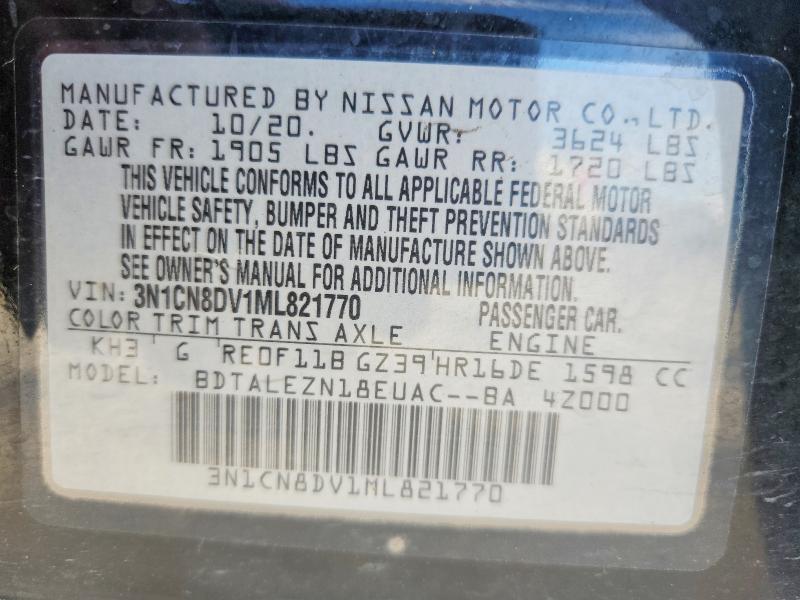 MANUFACTURED BY NISSAN MOTOR CO., LTD.
DATE: 10/20. GVWR: 3624 LBS
GAWR FR: 1905 LBS GAWR RR: 1720 LBS
THIS VEHICLE CONFORMS TO ALL APPLICABLE FEDERAL MOTOR
VEHICLE SAFETY, BUMPER AND THEFT PREVENTION STANDARDS
IN EFFECT ON THE DATE OF MANUFACTURE SHOWN ABOVE.
SEE OWNER'S MANUAL FOR ADDITIONAL INFORMATION.
VIN: 3N1CN8DV1ML821770 PASSENGER CAR.
COLOR TRIM TRANS AXLE ENGINE
KH3 G RE0F11B GZ39 HR16DE 1598 CC
MODEL: BDTALEZN18EUAC--BA 4Z000
3N1CN8DV1ML821770